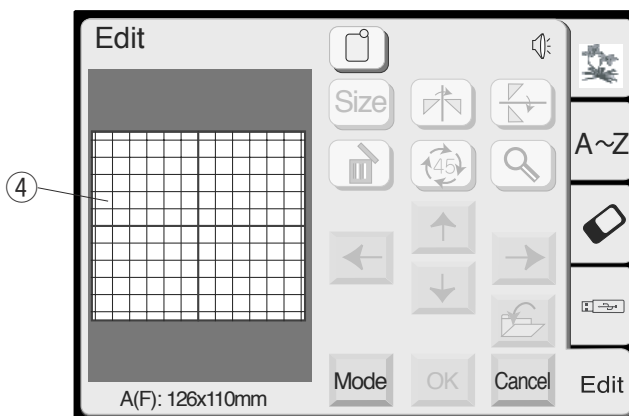 Edit
Size
A~Z
45
④
Mode
OK
Cancel
Edit
A(F): 126x110mm